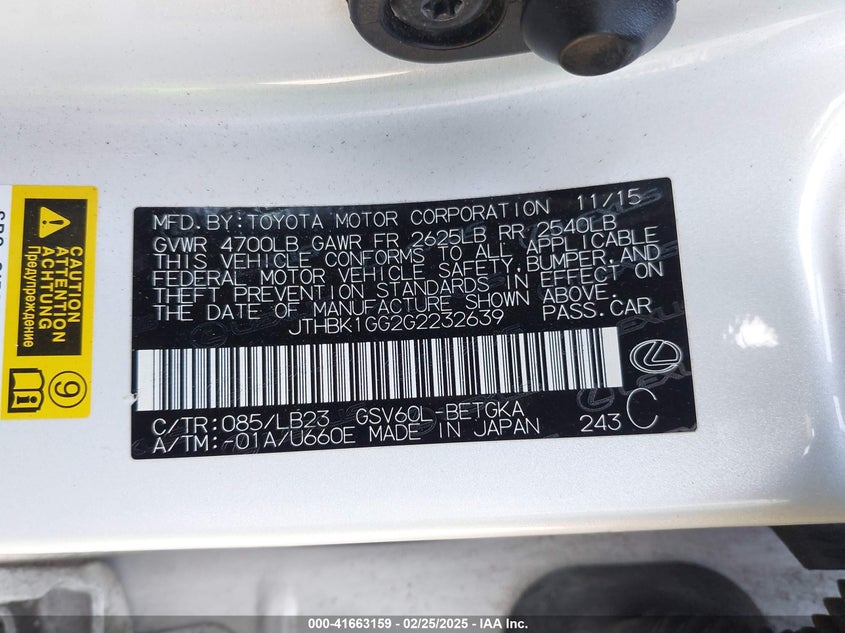 MFD. BY: TOYOTA MOTOR CORPORATION 11/15
GVWR 4700LB GAWR FR 2625LB RR 2540LB
THIS VEHICLE CONFORMS TO ALL APPLICABLE
FEDERAL MOTOR VEHICLE SAFETY, BUMPER, AND
THEFT PREVENTION STANDARDS IN EFFECT ON
THE DATE OF MANUFACTURE SHOWN ABOVE.
JTHBK1GG2G2232639 PASS. CAR
C/TR: 085/LB23 GSV60L-BETGKA
A/TM: -01A/U660E MADE IN JAPAN 243 C
CAUTION
ATTENTION
ACHTUNG
Предупреждение
9
000-41663159 - 02/25/2025 - IAA Inc.